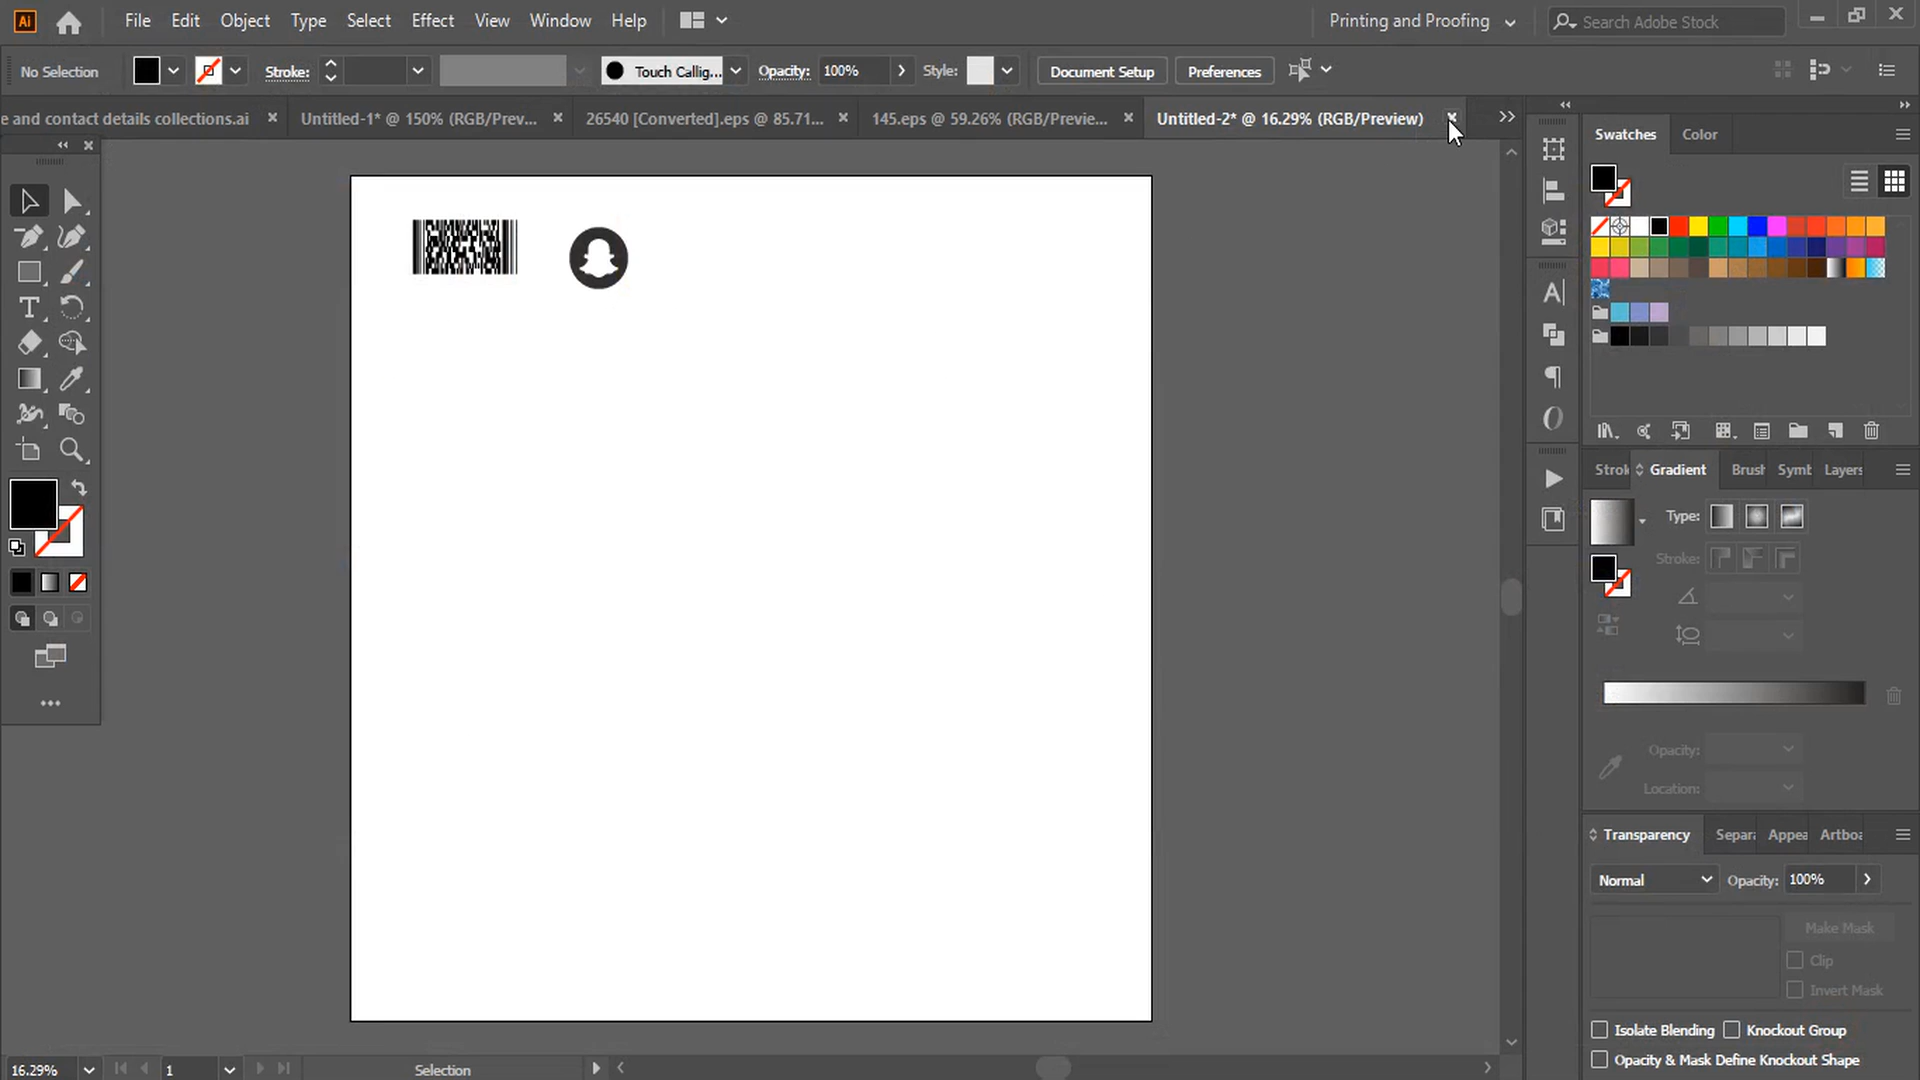 Ai File Edit Object Type Select Effect View Window Help Printing and Proofing Search Adobe Stock
No Selection Stroke: Touch Callig... Opacity: 100% Style: Document Setup Preferences
e and contact details collections.ai Untitled-1* @ 150% (RGB/Prev... 26540 [Converted].eps @ 85.71... 145.eps @ 59.26% (RGB/Previe... Untitled-2* @ 16.29% (RGB/Preview)
Swatches Color
Strok Gradient Brush Symb Layers
Type:
Stroke:
Opacity:
Location:
Transparency Separa Appea Artboa
Normal Opacity: 100%
Make Mask
Clip
Invert Mask
Isolate Blending Knockout Group
Opacity & Mask Define Knockout Shape
16.29% 1 Selection